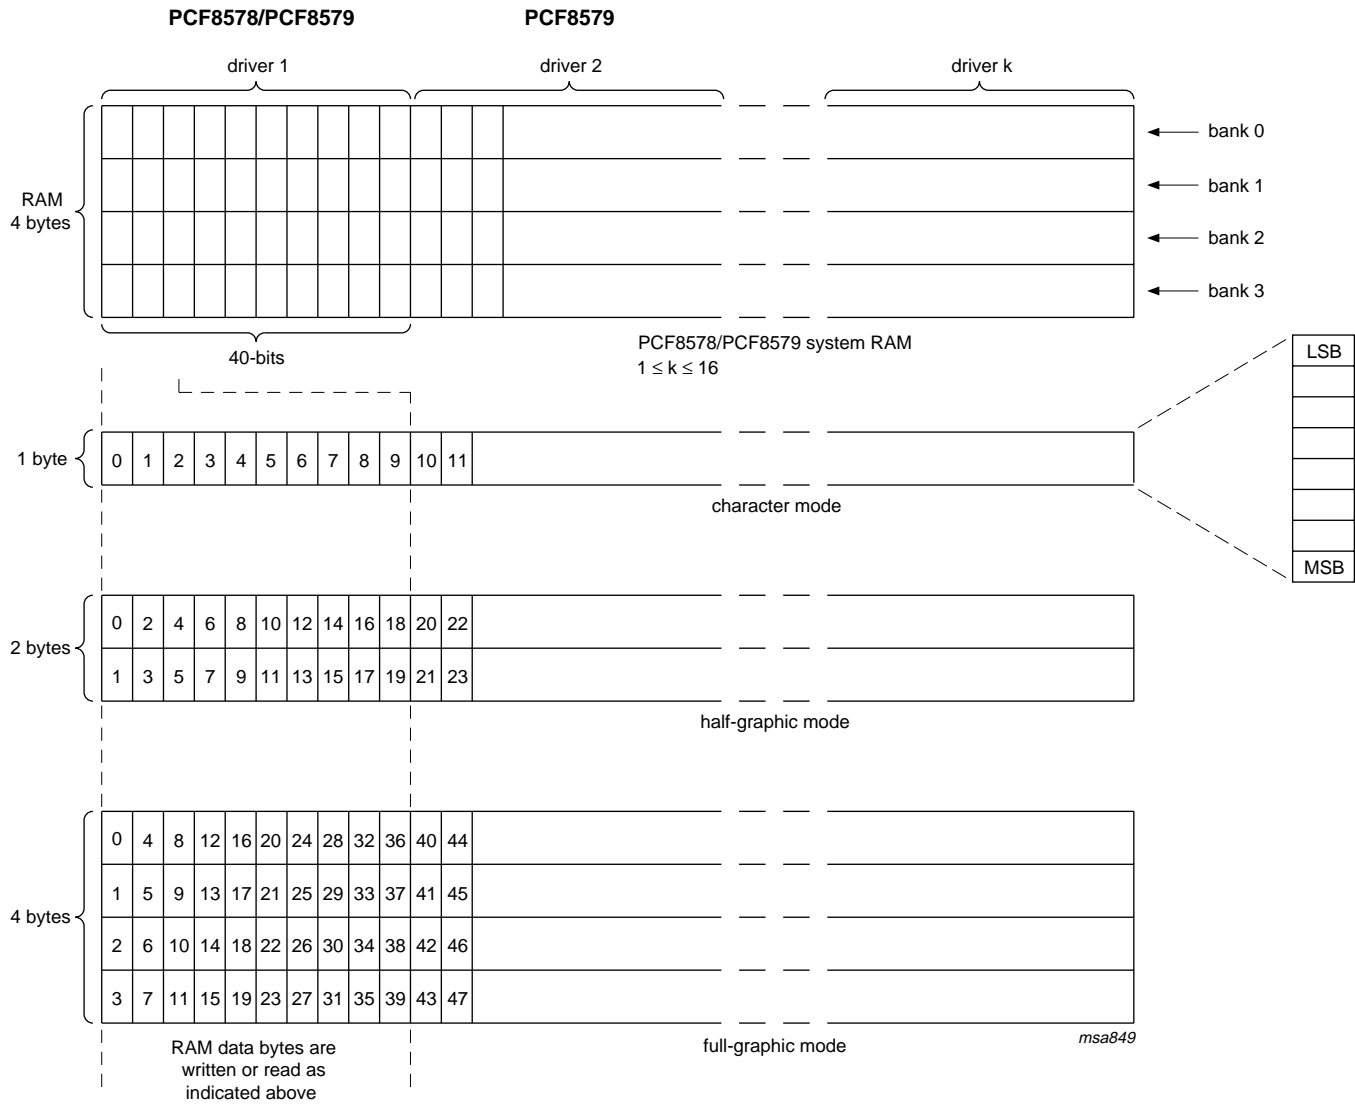 PCF8578/PCF8579 PCF8579
driver 1 driver 2 driver k
bank 0
bank 1
RAM
4 bytes
bank 2
bank 3
40-bits
PCF8578/PCF8579 system RAM
1 ≤ k ≤ 16
LSB
1 byte 0 1 2 3 4 5 6 7 8 9 10 11
character mode
MSB
0 2 4 6 8 10 12 14 16 18 20 22
2 bytes
1 3 5 7 9 11 13 15 17 19 21 23
half-graphic mode
0 4 8 12 16 20 24 28 32 36 40 44
1 5 9 13 17 21 25 29 33 37 41 45
4 bytes
2 6 10 14 18 22 26 30 34 38 42 46
3 7 11 15 19 23 27 31 35 39 43 47
full-graphic mode
msa849
RAM data bytes are
written or read as
indicated above